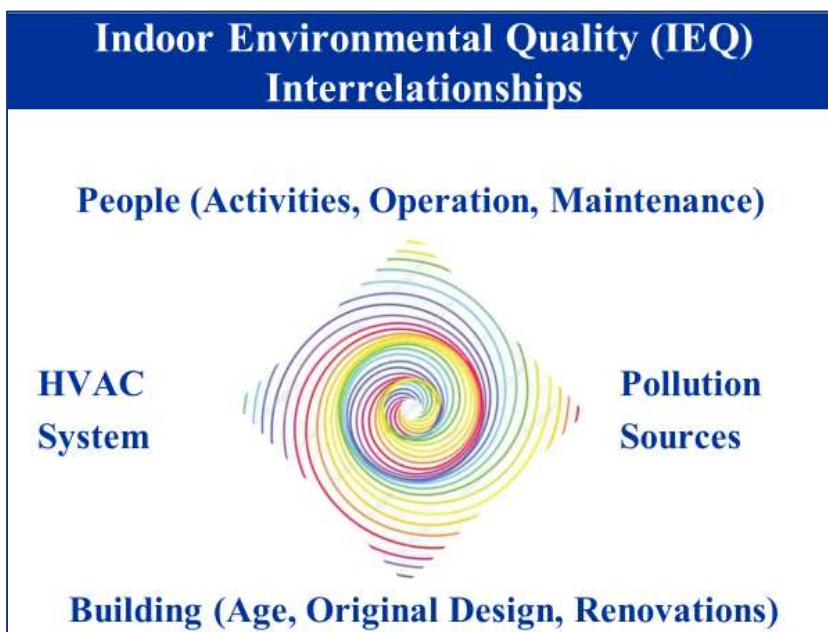 Indoor Environmental Quality (IEQ)
Interrelationships
People (Activities, Operation, Maintenance)
HVAC
System
Pollution
Sources
Building (Age, Original Design, Renovations)